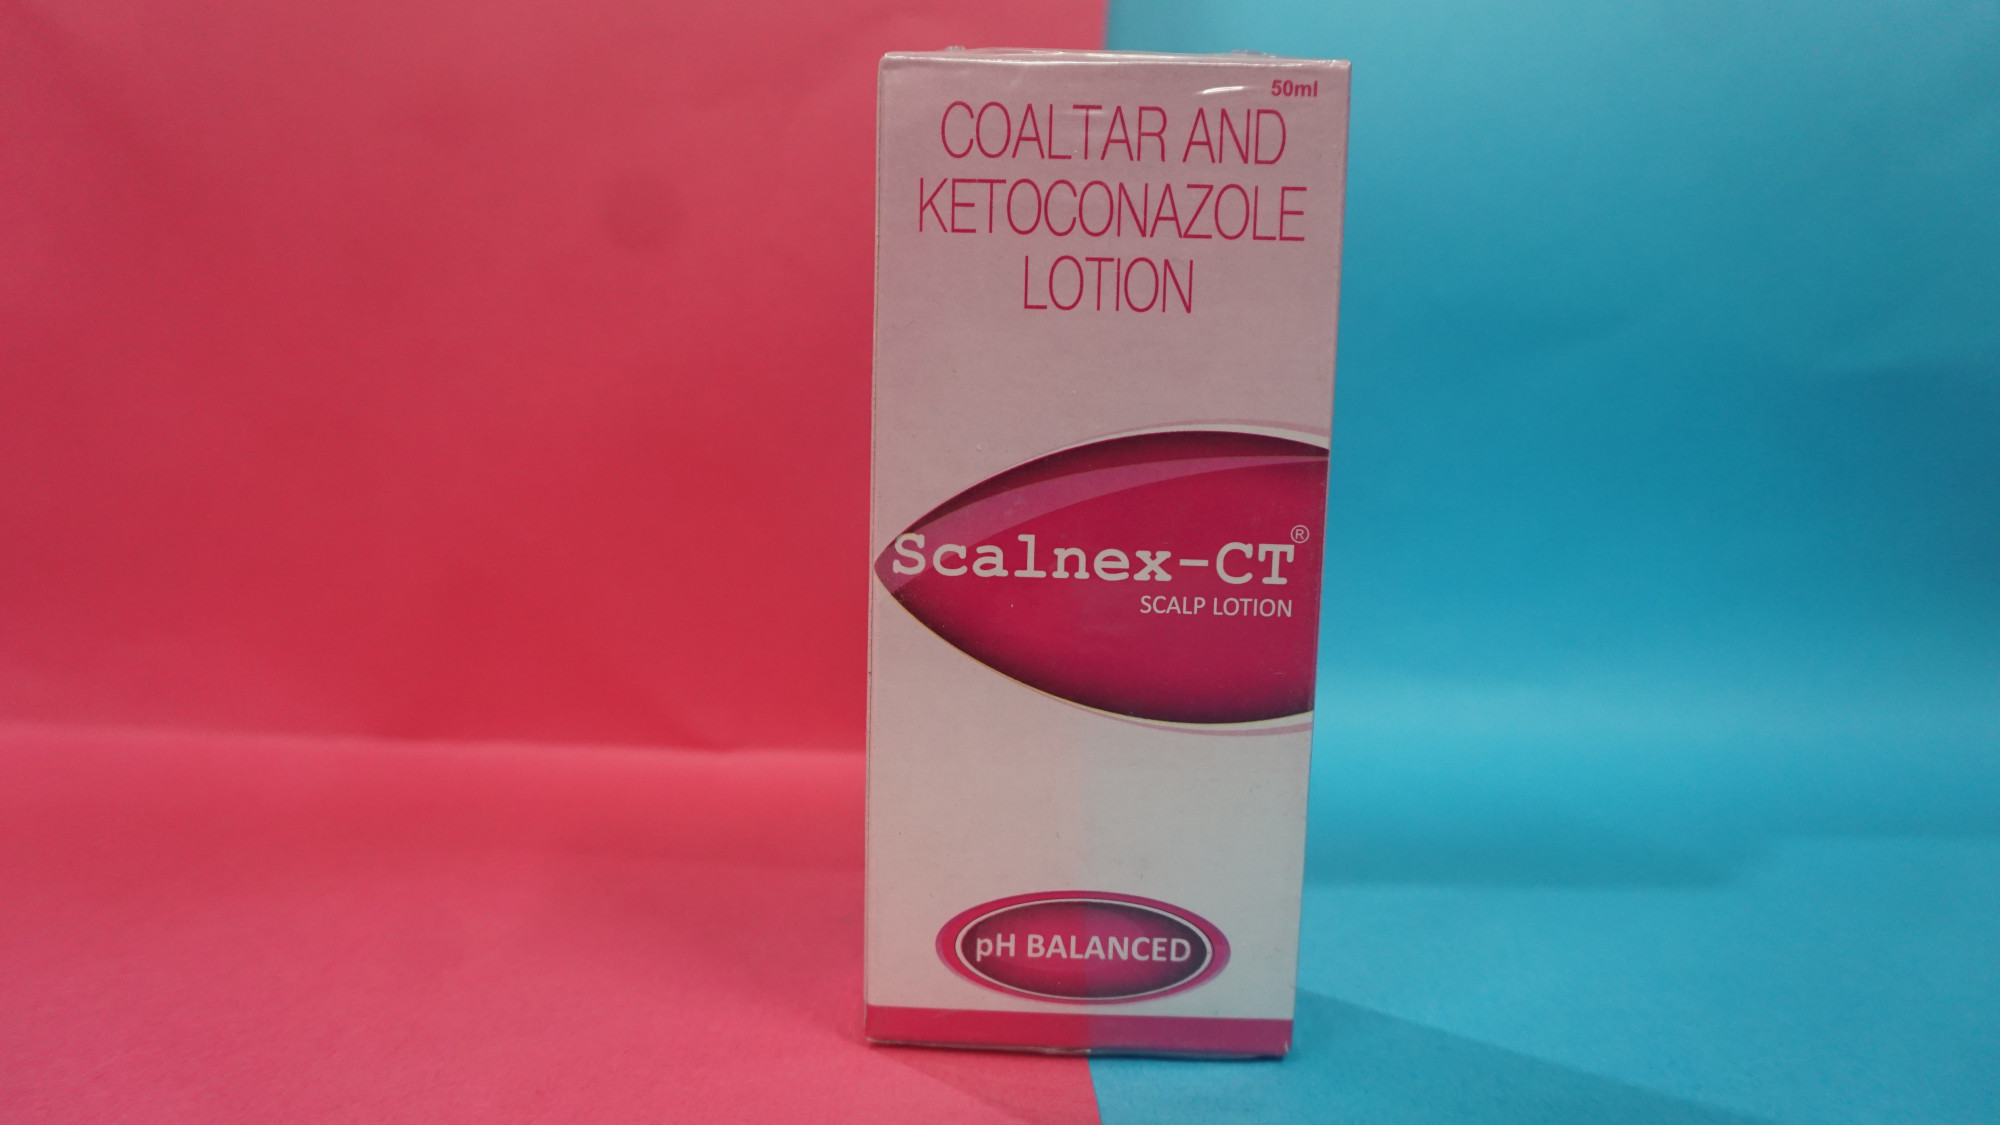 50ml
COALTAR AND
KETOCONAZOLE
LOTION
Scalnex-CT®
SCALP LOTION
pH BALANCED